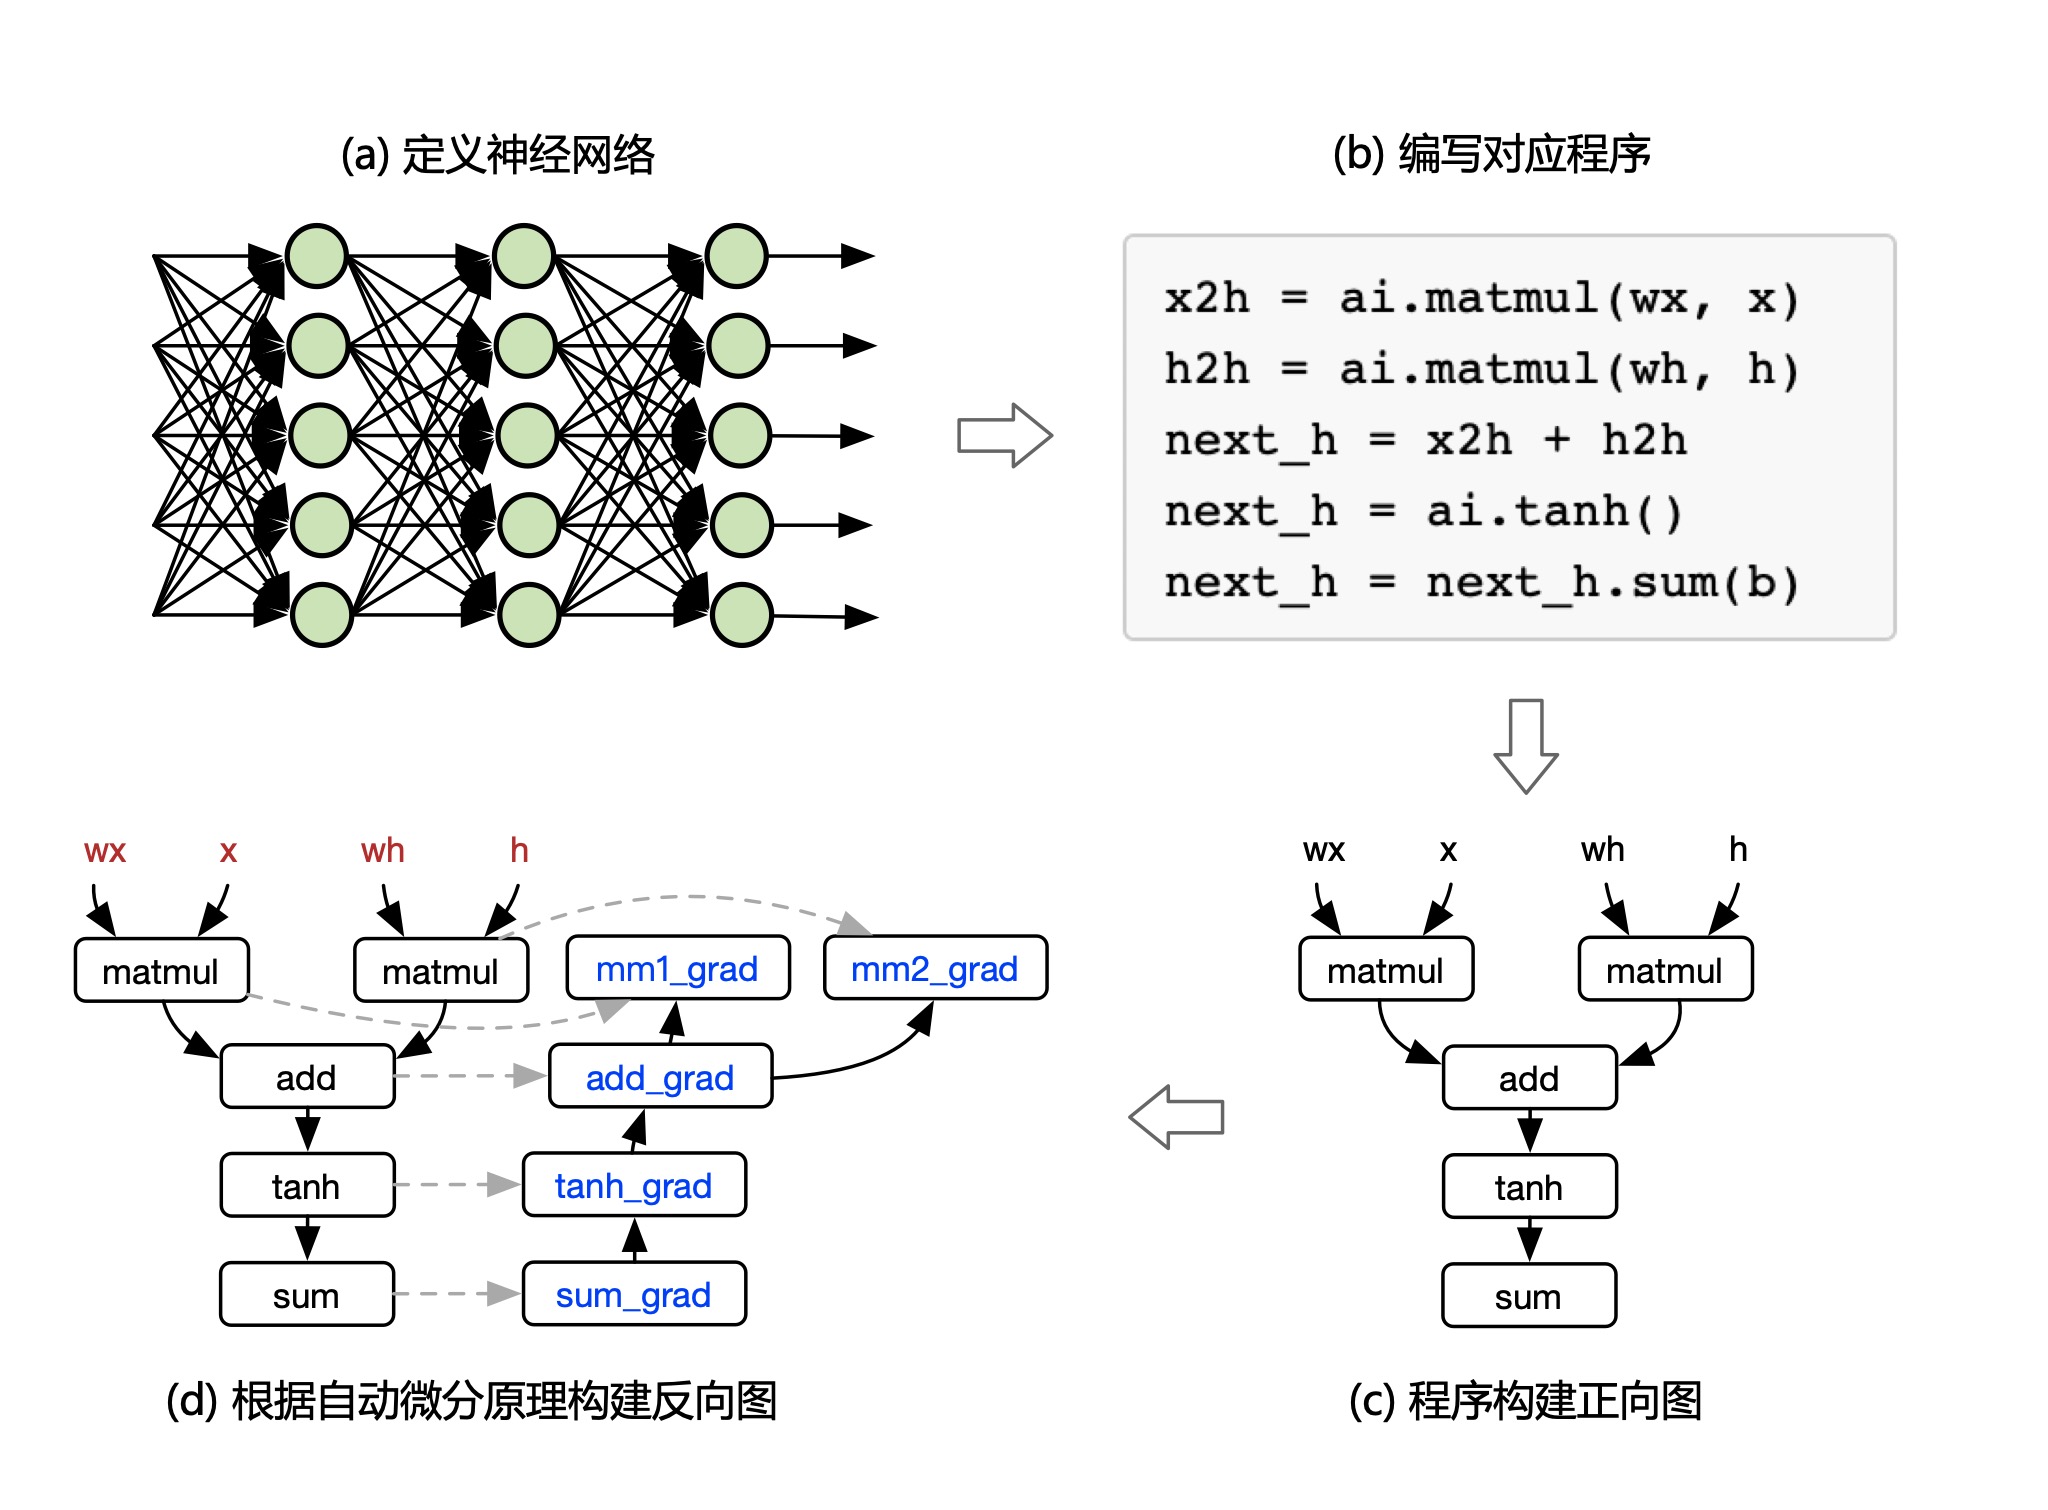 (a) 定义神经网络
(b) 编写对应程序
x2h = ai.matmul(wx, x)
h2h = ai.matmul(wh, h)
next_h = x2h + h2h
next_h = ai.tanh()
next_h = next_h.sum(b)
wx x wh h
matmul matmul mm1_grad mm2_grad
add add_grad
tanh tanh_grad
sum sum_grad
(d) 根据自动微分原理构建反向图
wx x wh h
matmul matmul
add
tanh
sum
(c) 程序构建正向图